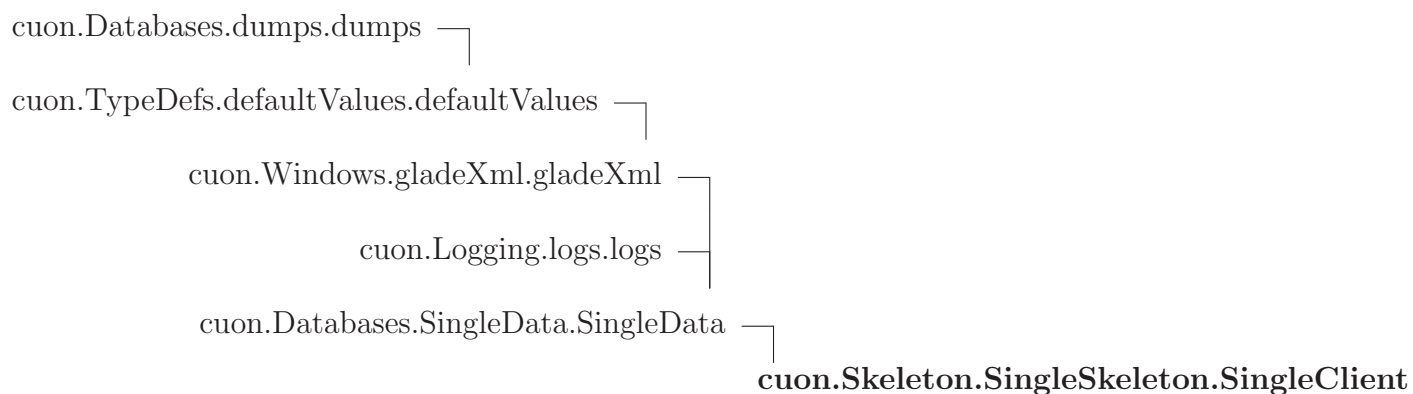 cuon.Databases.dumps.dumps
cuon.TypeDefs.defaultValues.defaultValues
cuon.Windows.gladeXml.gladeXml
cuon.Logging.logs.logs
cuon.Databases.SingleData.SingleData
cuon.Skeleton.SingleSkeleton.SingleClient